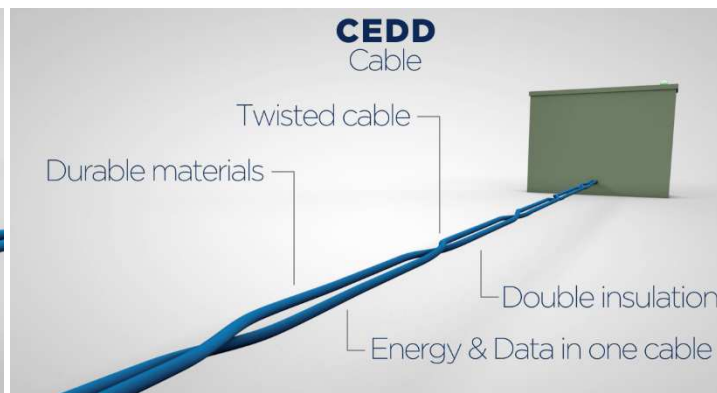 CEDD
Cable
Twisted cable
Durable materials
Double insulation
Energy & Data in one cable